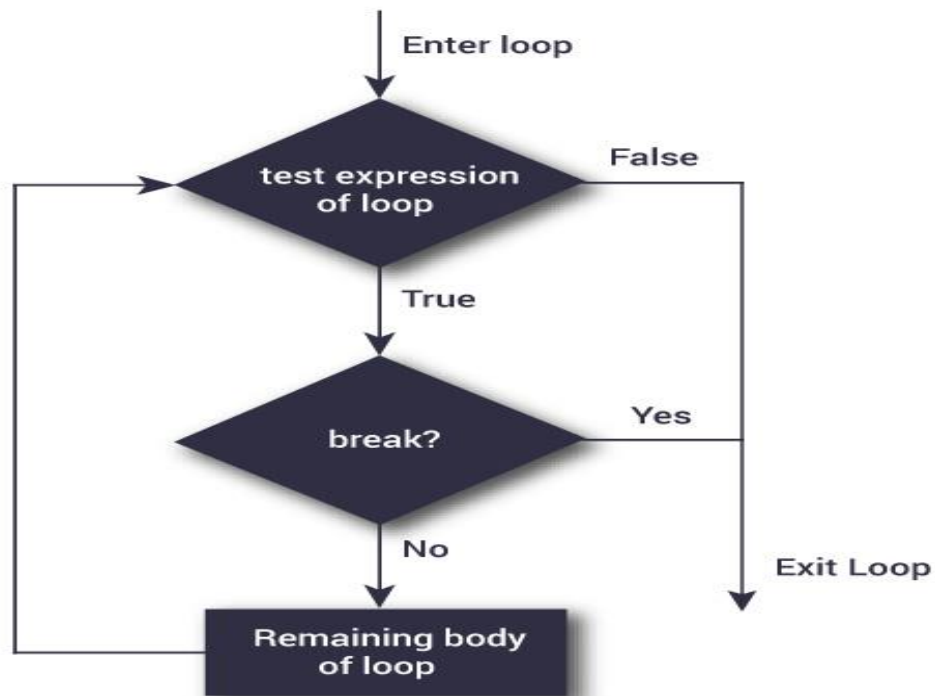 Enter loop
test expression
of loop
False
True
break?
Yes
No
Exit Loop
Remaining body
of loop